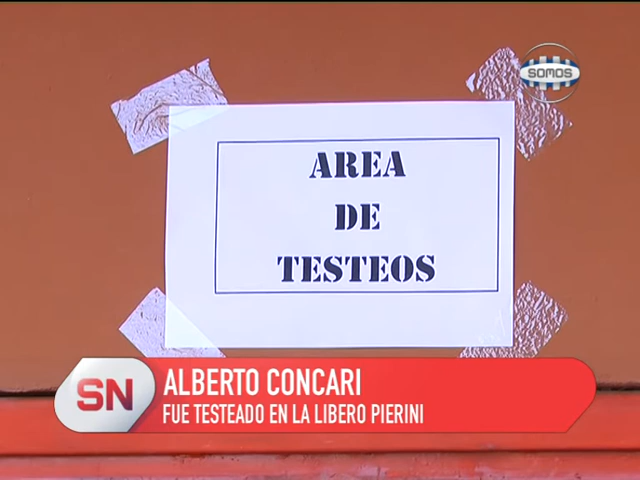 SOMOS
AREA
DE
TESTEOS
SN
ALBERTO CONCARI
FUE TESTEADO EN LA LIBERO PIERINI